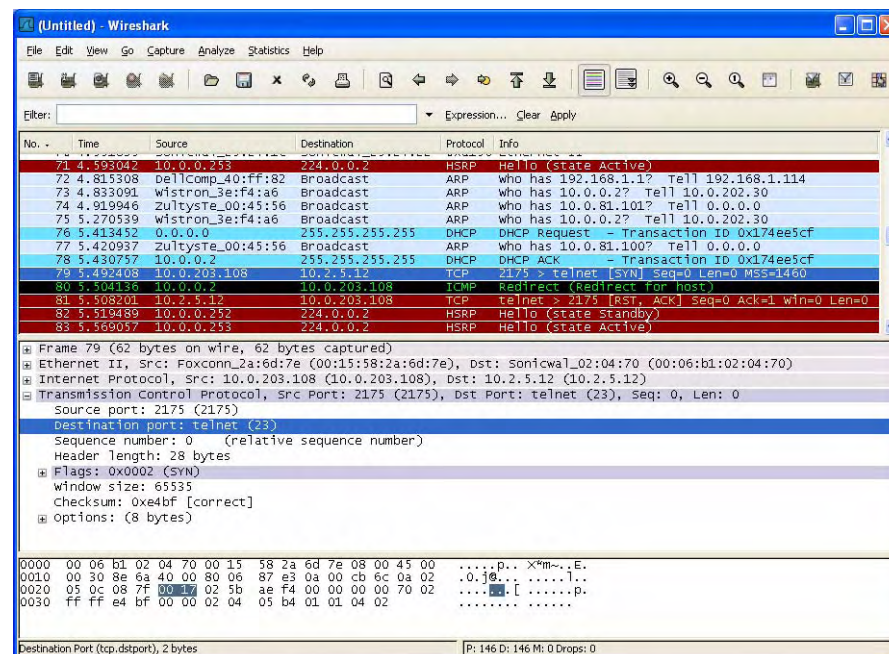 (Untitled) - Wireshark
File Edit View Go Capture Analyze Statistics Help
Filter: Expression... Clear Apply
No. - Time Source Destination Protocol Info
71 4.593042 10.0.0.253 224.0.0.2 HSRP Hello (state Active)
72 4.815308 DellComp_40:ff:82 Broadcast ARP who has 192.168.1.1? Tell 192.168.1.114
73 4.833091 Wistron_3e:f4:a6 Broadcast ARP who has 10.0.0.2? Tell 10.0.202.30
74 4.919946 ZultysTe_00:45:56 Broadcast ARP who has 10.0.81.101? Tell 0.0.0.0
75 5.270539 Wistron_3e:f4:a6 Broadcast ARP who has 10.0.0.2? Tell 10.0.202.30
76 5.413452 0.0.0.0 255.255.255.255 DHCP DHCP Request - Transaction ID 0x174ee5cf
77 5.420937 ZultysTe_00:45:56 Broadcast ARP who has 10.0.81.100? Tell 0.0.0.0
78 5.430757 10.0.0.2 255.255.255.255 DHCP DHCP ACK - Transaction ID 0x174ee5cf
79 5.492408 10.0.203.108 10.2.5.12 TCP 2175 > telnet [SYN] Seq=0 Len=0 MSS=1460
80 5.504136 10.0.0.2 10.0.203.108 ICMP Redirect (Redirect for host)
81 5.508201 10.2.5.12 10.0.203.108 TCP telnet > 2175 [RST, ACK] Seq=0 Ack=1 Win=0 Len=0
82 5.519489 10.0.0.252 224.0.0.2 HSRP Hello (state Standby)
83 5.569057 10.0.0.253 224.0.0.2 HSRP Hello (state Active)
Frame 79 (62 bytes on wire, 62 bytes captured)
Ethernet II, Src: Foxconn_2a:6d:7e (00:15:58:2a:6d:7e), Dst: Sonicwal_02:04:70 (00:06:b1:02:04:70)
Internet Protocol, Src: 10.0.203.108 (10.0.203.108), Dst: 10.2.5.12 (10.2.5.12)
Transmission Control Protocol, Src Port: 2175 (2175), Dst Port: telnet (23), Seq: 0, Len: 0
Source port: 2175 (2175)
Destination port: telnet (23)
Sequence number: 0 (relative sequence number)
Header length: 28 bytes
Flags: 0x0002 (SYN)
Window size: 65535
Checksum: 0xe4bf [correct]
Options: (8 bytes)
0000 00 06 b1 02 04 70 00 15 58 2a 6d 7e 08 00 45 00 .....p.. X*m~..E.
0010 00 30 8e 6a 40 00 80 06 87 e3 0a 00 cb 6c 0a 02 .0.j@... .....l..
0020 05 0c 08 7f 00 17 02 5b ae f4 00 00 00 00 70 02 .......[ ......p.
0030 ff ff e4 bf 00 00 02 04 05 b4 01 01 04 02 ........ ......
Destination Port (tcp.dstport), 2 bytes P: 146 D: 146 M: 0 Drops: 0